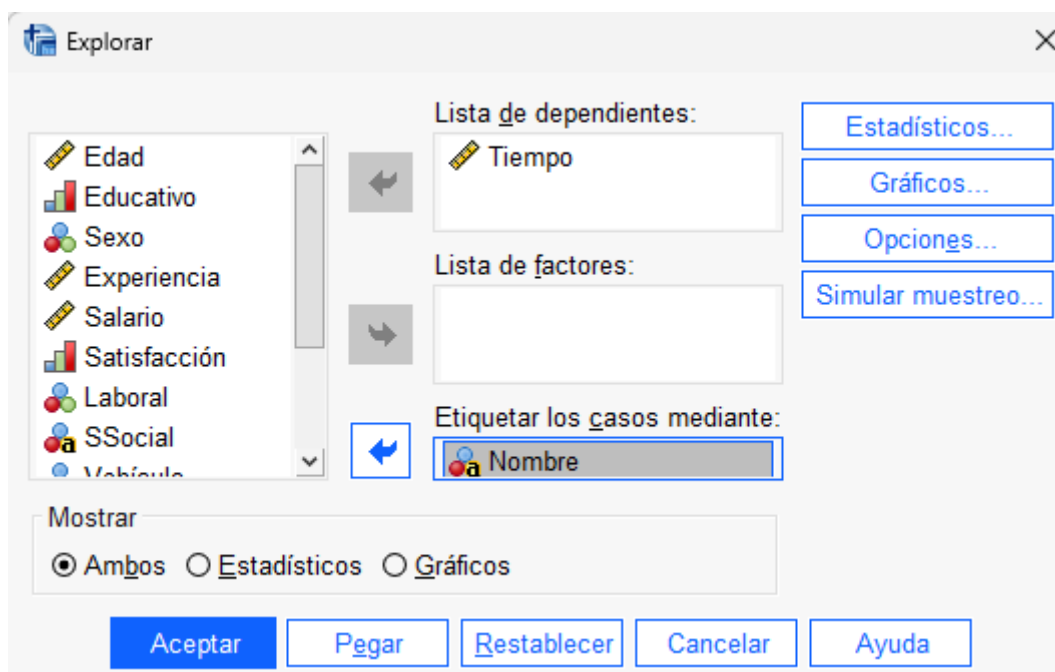 Explorar
Edad
Educativo
Sexo
Experiencia
Salario
Satisfacción
Laboral
SSocial
Vehículo
Lista de dependientes:
Tiempo
Lista de factores:
Etiquetar los casos mediante:
Nombre
Estadísticos...
Gráficos...
Opciones...
Simular muestreo...
Mostrar
Ambos Estadísticos Gráficos
Aceptar Pegar Restablecer Cancelar Ayuda